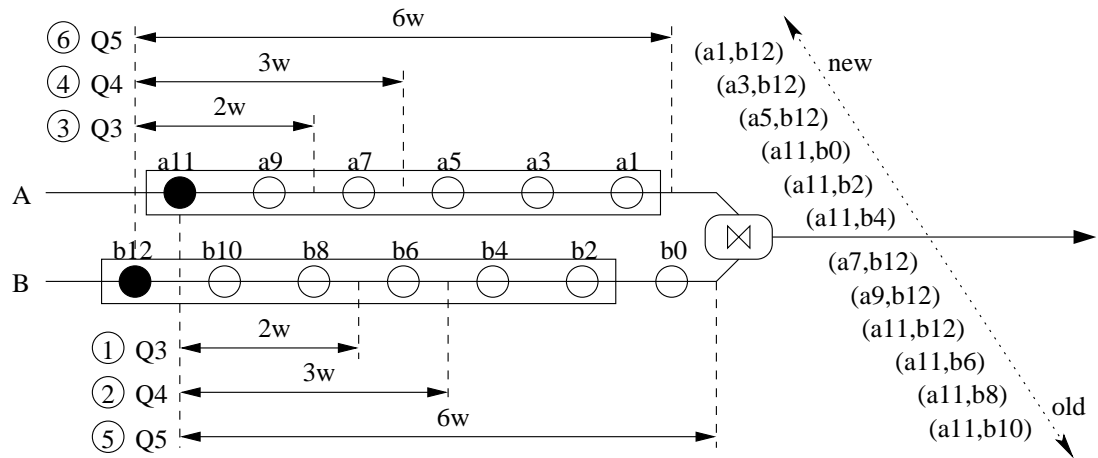 6w
6 Q5
3w
4 Q4
2w
3 Q3
a11 a9 a7 a5 a3 a1
A
b12 b10 b8 b6 b4 b2 b0
B
2w
1 Q3
3w
2 Q4
6w
5 Q5
new
(a1,b12)
(a3,b12)
(a5,b12)
(a11,b0)
(a11,b2)
(a11,b4)
(a7,b12)
(a9,b12)
(a11,b12)
(a11,b6)
(a11,b8)
(a11,b10)
old